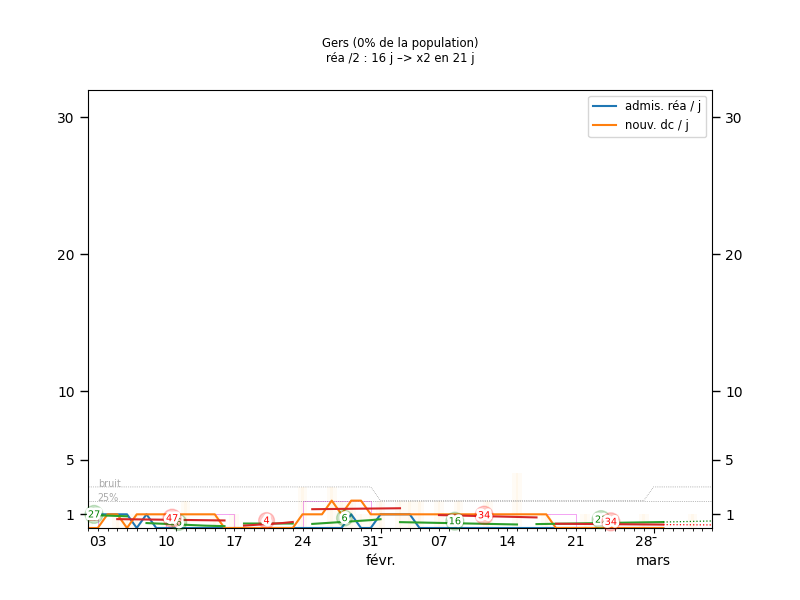 Gers (0% de la population)
réa /2 : 16 j –> x2 en 21 j
admis. réa / j
nouv. dc / j
30 30
20 20
10 10
5 5
1 1
bruit
25%
27 47 4 6 16 34 34
03 10 17 24 31 07 14 21 28
févr. mars